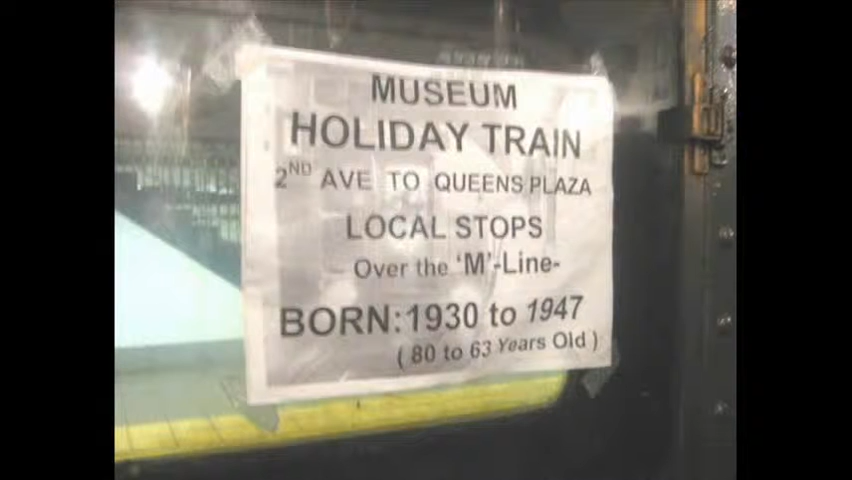 MUSEUM
HOLIDAY TRAIN
2ND AVE TO QUEENS PLAZA
LOCAL STOPS
Over the 'M'-Line-
BORN: 1930 to 1947
( 80 to 63 Years Old )